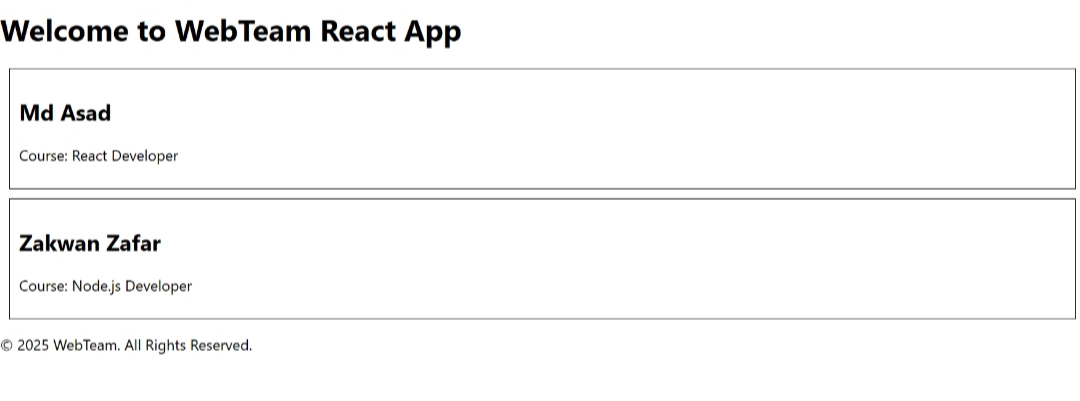 Welcome to WebTeam React App
Md Asad
Course: React Developer
Zakwan Zafar
Course: Node.js Developer
© 2025 WebTeam. All Rights Reserved.